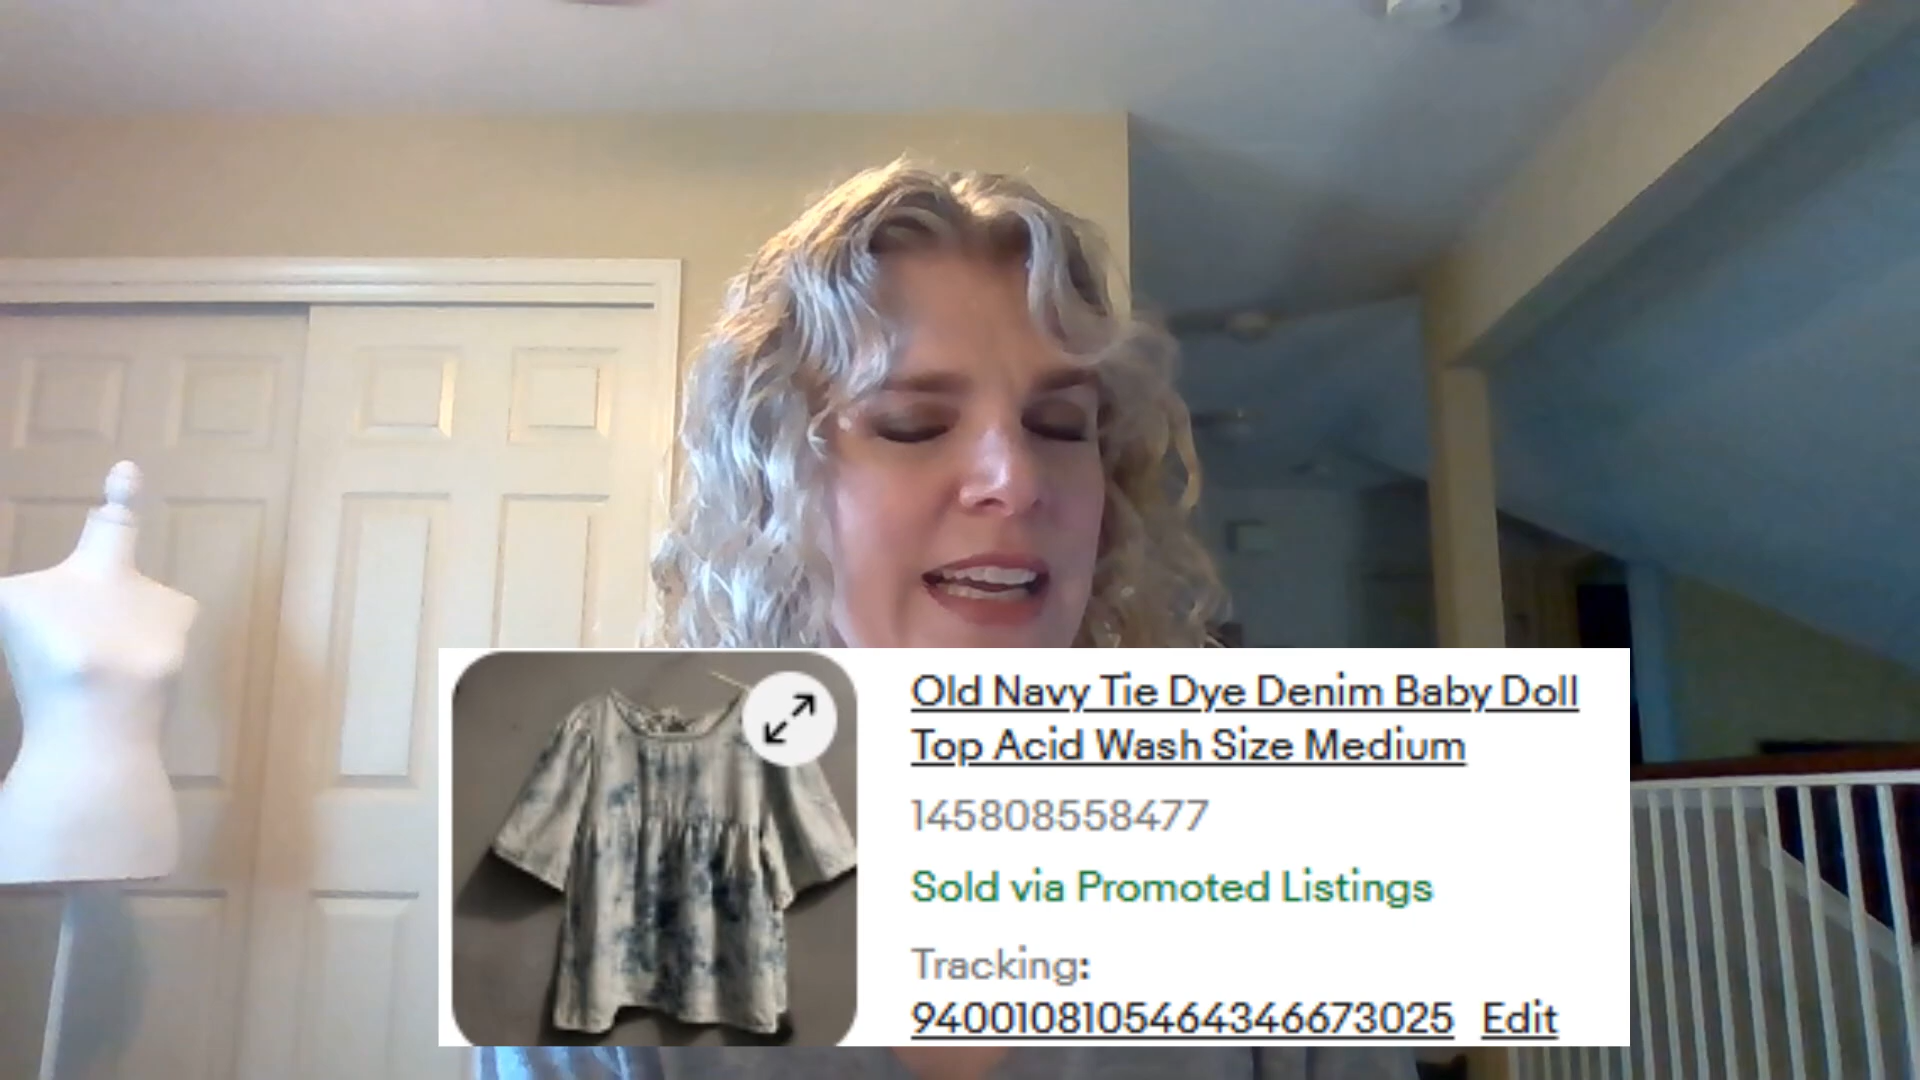 Old Navy Tie Dye Denim Baby Doll
Top Acid Wash Size Medium
145808558477
Sold via Promoted Listings
Tracking:
9400108105464346673025 Edit